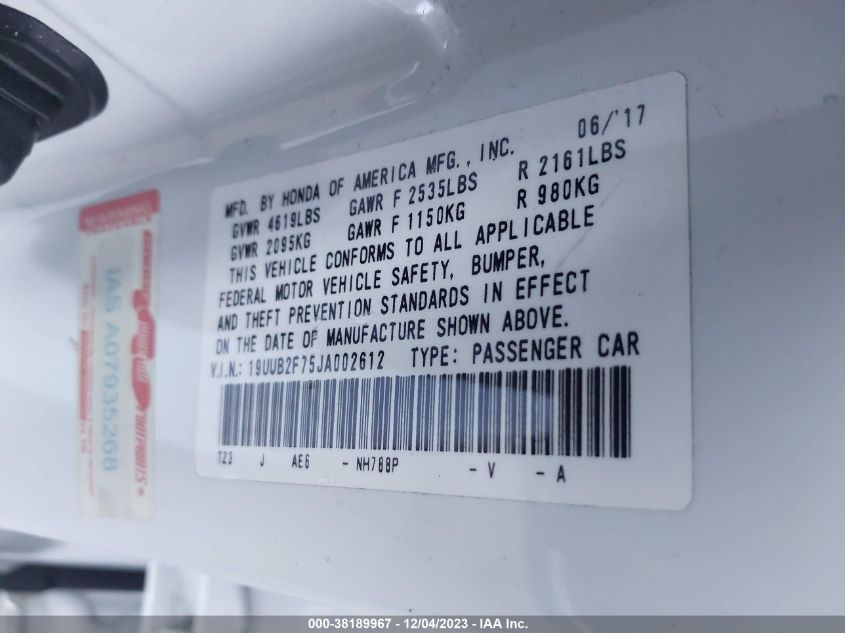 MFD. BY HONDA OF AMERICA MFG., INC. 06/'17
GVWR 4619LBS GAWR F 2535LBS R 2161LBS
GVWR 2095KG GAWR F 1150KG R 980KG
THIS VEHICLE CONFORMS TO ALL APPLICABLE
FEDERAL MOTOR VEHICLE SAFETY, BUMPER,
AND THEFT PREVENTION STANDARDS IN EFFECT
ON THE DATE OF MANUFACTURE SHOWN ABOVE.
V.I.N.: 19UUB2F75JA002612 TYPE: PASSENGER CAR
TZ3 J AE6 - NH788P - V - A
WARNING
IAS A07935268
000-38189967 - 12/04/2023 - IAA Inc.